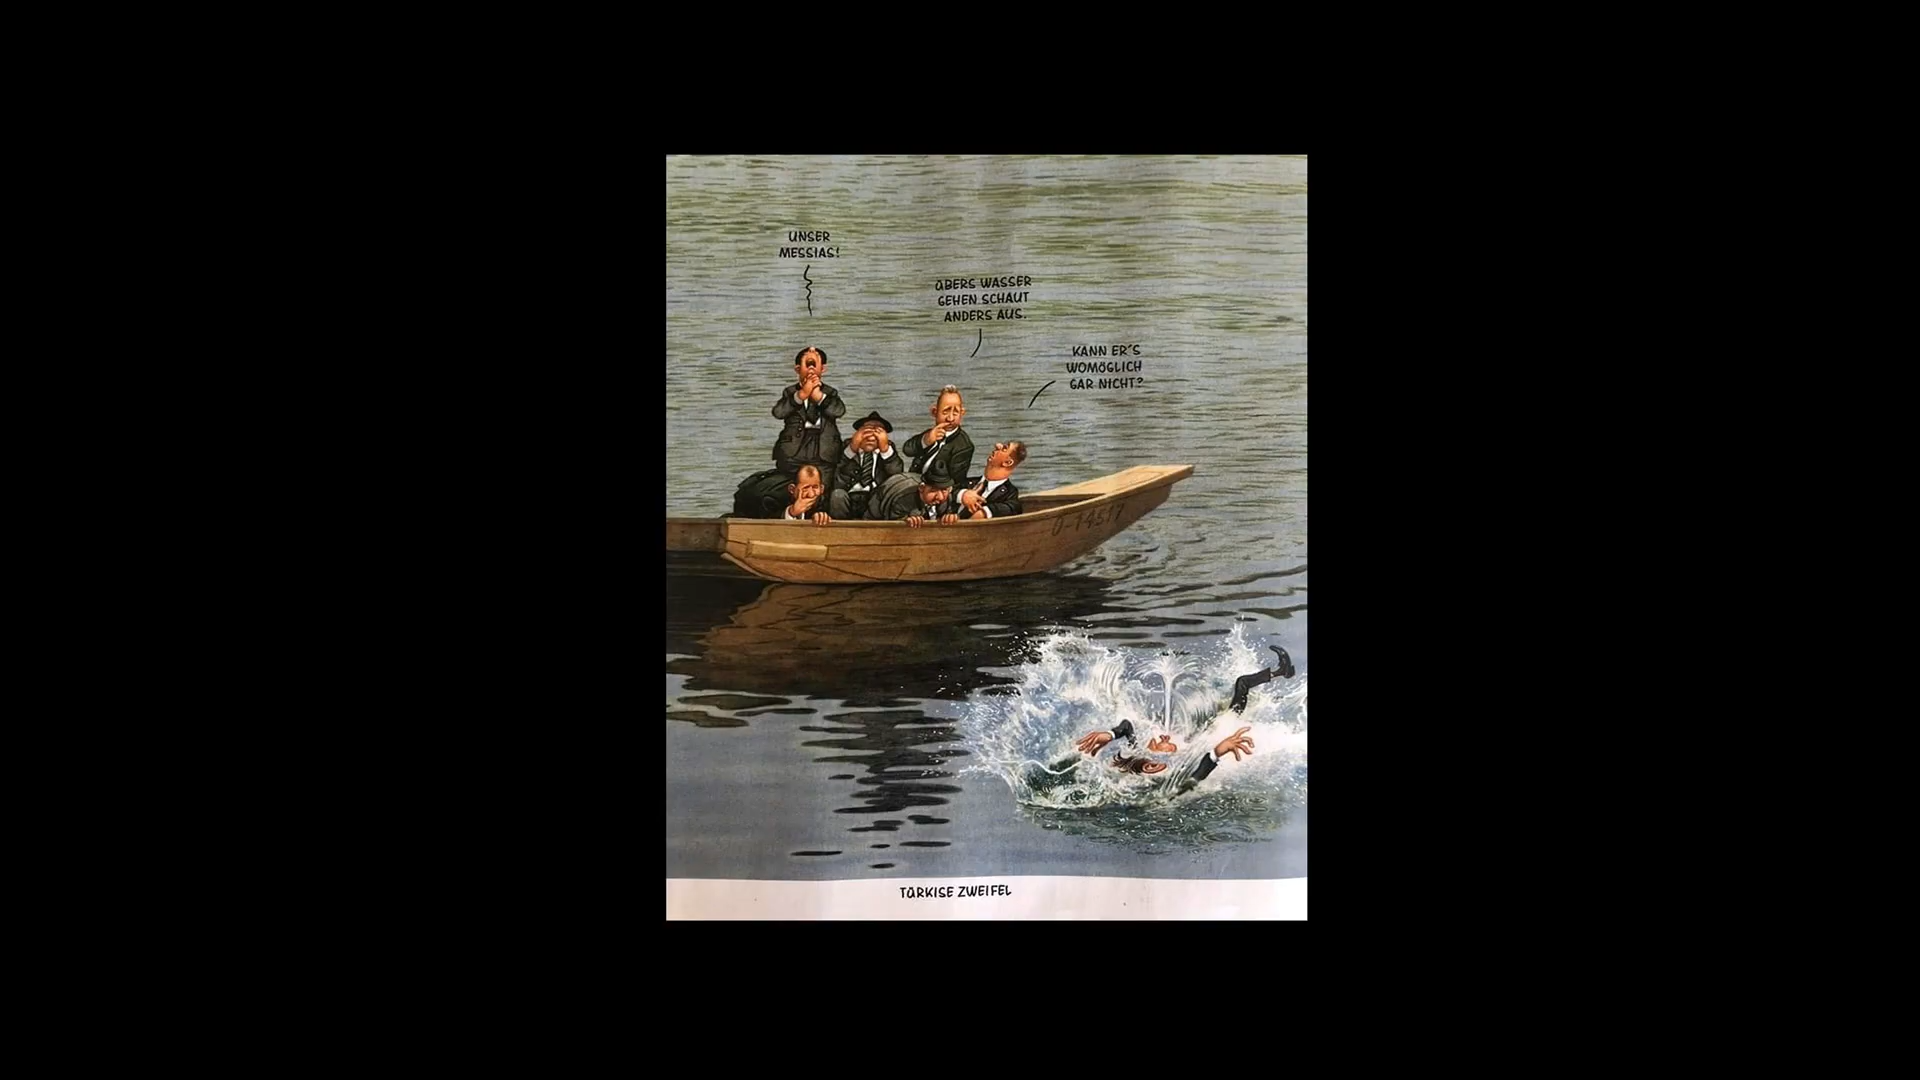 UNSER
MESSIAS!
ÜBERS WASSER
GEHEN SCHAUT
ANDERS AUS.
KANN ER'S
WOMÖGLICH
GAR NICHT?
O-14517
TÜRKISE ZWEIFEL